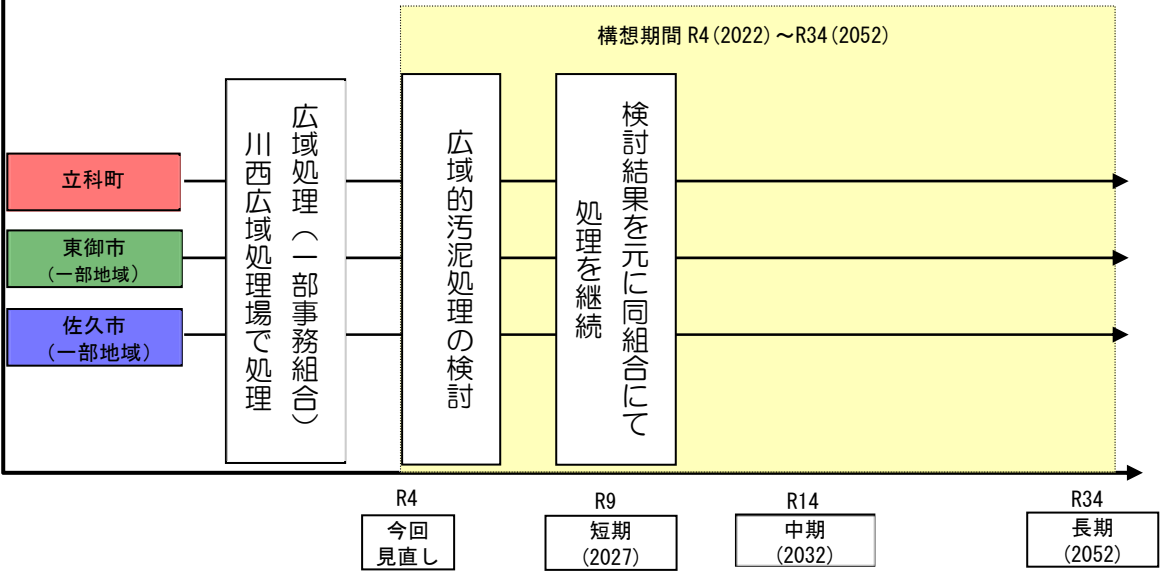 構想期間 R4(2022)～R34(2052)
立科町
東御市
(一部地域)
佐久市
(一部地域)
広域処理(一部事務組合)
川西広域処理場で処理
広域的汚泥処理の検討
検討結果を元に同組合にて
処理を継続
R4
今回
見直し
R9
短期
(2027)
R14
中期
(2032)
R34
長期
(2052)